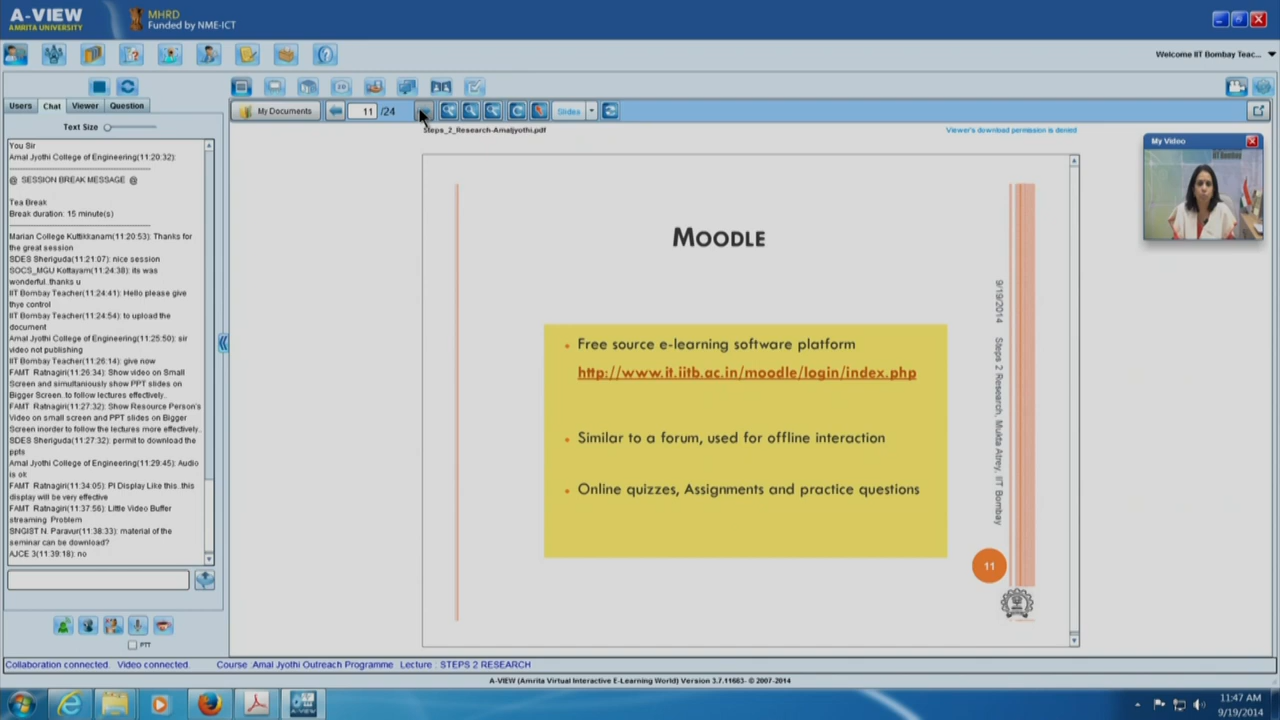 A-VIEW
AMRITA UNIVERSITY
MHRD
Funded by NME-ICT
Welcome IIT Bombay Teac...
Users
Chat
Viewer
Question
Text Size
My Documents
11
/24
Slides
Steps_2_Research-Amaljyothi.pdf
Viewer's download permission is denied
You Sir
Amal Jyothi College of Engineering(11:20:32):
@ SESSION BREAK MESSAGE @
Tea Break
Break duration: 15 minute(s)
Marian College Kuttikkanam(11:20:53): Thanks for
the great session
SDES Sheriguda(11:21:07): nice session
SOCS_MGU Kottayam(11:24:38): its was
wonderful..thanks u
IIT Bombay Teacher(11:24:41): Hello please give
thye control
IIT Bombay Teacher(11:24:54): to upload the
document
Amal Jyothi College of Engineering(11:25:50): sir
video not publishing
IIT Bombay Teacher(11:26:14): give now
FAMT Ratnagiri(11:26:34): Show video on Small
Screen and simultiously show PPT slides on
Bigger Screen..to follow lectures effectively..
FAMT Ratnagiri(11:27:32): Show Resource Person's
Video on small screen and PPT slides on Bigger
Screen inorder to follow the lectures more effectively..
SDES Sheriguda(11:27:32): permit to download the
ppts
Amal Jyothi College of Engineering(11:29:45): Audio
is ok
FAMT Ratnagiri(11:34:05): Pl Display Like this..this
display will be very effective
FAMT Ratnagiri(11:37:56): Little Video Buffer
streaming Problem
SNGIST N. Paravur(11:38:33): material of the
seminar can be download?
AJCE 3(11:39:18): no
PTT
MOODLE
Free source e-learning software platform
http://www.it.iitb.ac.in/moodle/login/index.php
Similar to a forum, used for offline interaction
Online quizzes, Assignments and practice questions
9/19/2014 Steps 2 Research, Mukta Atrey, IIT Bombay
11
My Video
IIT Bombay
Collaboration connected. Video connected. Course : Amal Jyothi Outreach Programme Lecture : STEPS 2 RESEARCH
A-VIEW (Amrita Virtual Interactive E-Learning World) Version 3.7.11663- © 2007-2014
A-VIEW
11:47 AM
9/19/2014